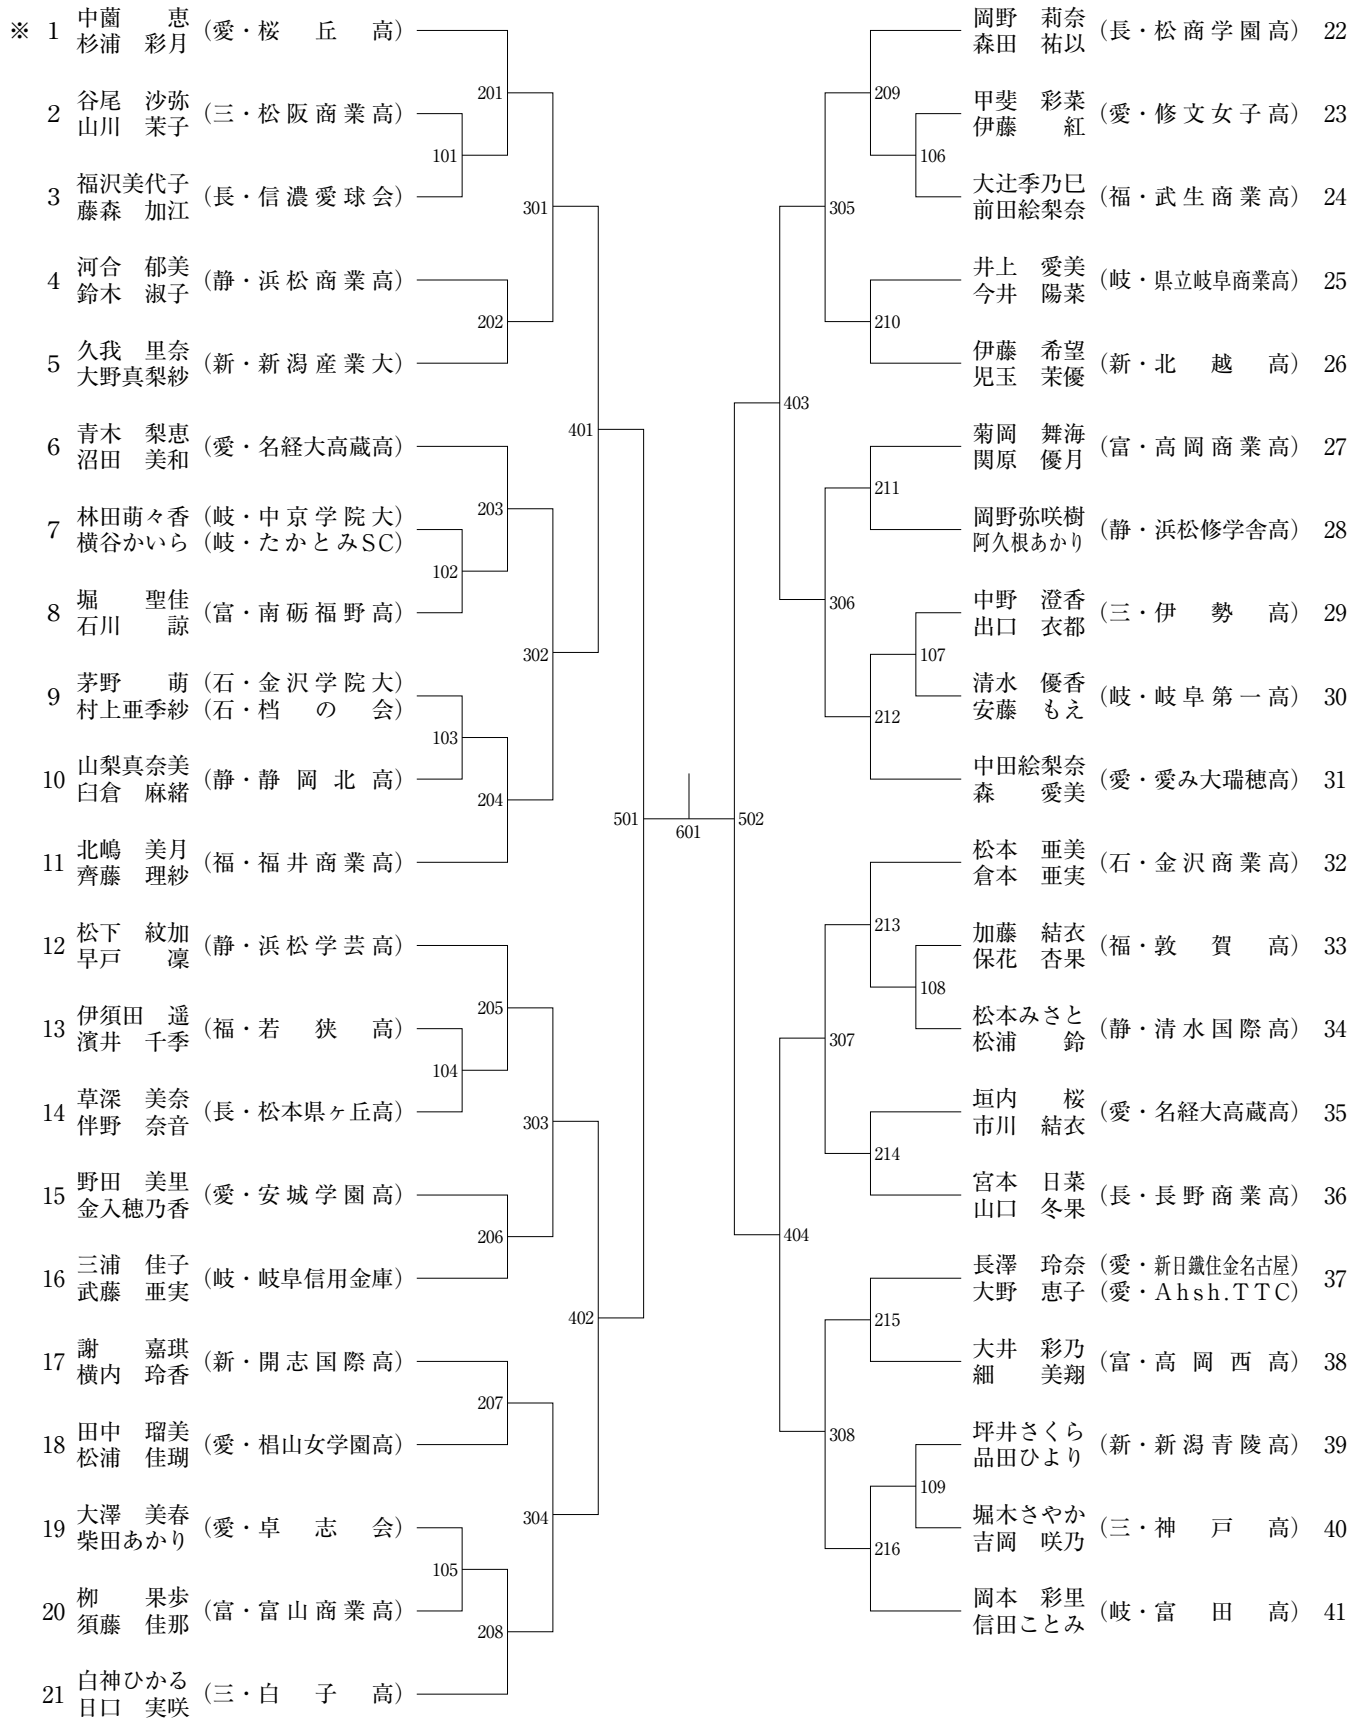 ※ 1 中薗　恵 杉浦 彩月 (愛・桜丘高)
2 谷尾 沙弥 山川 茉子 (三・松阪商業高)
3 福沢美代子 藤森 加江 (長・信濃愛球会)
4 河合 郁美 鈴木 淑子 (静・浜松商業高)
5 久我 里奈 大野真梨紗 (新・新潟産業大)
6 青木 梨恵 沼田 美和 (愛・名経大高蔵高)
7 林田萌々香 (岐・中京学院大) 横谷かいら (岐・たかとみSC)
8 堀　聖佳 石川　諒 (富・南砺福野高)
9 茅野　萌 (石・金沢学院大) 村上亜季紗 (石・档の会)
10 山梨真奈美 臼倉 麻緒 (静・静岡北高)
11 北嶋 美月 齊藤 理紗 (福・福井商業高)
12 松下 紋加 早戸　凜 (静・浜松学芸高)
13 伊須田 遥 濱井 千季 (福・若狭高)
14 草深 美奈 伴野 奈音 (長・松本県ヶ丘高)
15 野田 美里 金入穂乃香 (愛・安城学園高)
16 三浦 佳子 武藤 亜実 (岐・岐阜信用金庫)
17 謝　嘉琪 横内 玲香 (新・開志国際高)
18 田中 瑠美 松浦 佳瑚 (愛・椙山女学園高)
19 大澤 美春 柴田あかり (愛・卓志会)
20 栁　果歩 須藤 佳那 (富・富山商業高)
21 白神ひかる 日口 実咲 (三・白子高)
101
102
103
104
105
201
202
203
204
205
206
207
208
301
302
303
304
401
402
501
601
502
403
404
305
306
307
308
209
210
211
212
213
214
215
216
106
107
108
109
岡野 莉奈 森田 祐以 (長・松商学園高) 22
甲斐 彩菜 伊藤　紅 (愛・修文女子高) 23
大辻季乃巳 前田絵梨奈 (福・武生商業高) 24
井上 愛美 今井 陽菜 (岐・県立岐阜商業高) 25
伊藤 希望 児玉 茉優 (新・北越高) 26
菊岡 舞海 関原 優月 (富・高岡商業高) 27
岡野弥咲樹 阿久根あかり (静・浜松修学舎高) 28
中野 澄香 出口 衣都 (三・伊勢高) 29
清水 優香 安藤 もえ (岐・岐阜第一高) 30
中田絵梨奈 森　愛美 (愛・愛み大瑞穂高) 31
松本 亜美 倉本 亜実 (石・金沢商業高) 32
加藤 結衣 保花 杏果 (福・敦賀高) 33
松本みさと 松浦　鈴 (静・清水国際高) 34
垣内　桜 市川 結衣 (愛・名経大高蔵高) 35
宮本 日菜 山口 冬果 (長・長野商業高) 36
長澤 玲奈 (愛・新日鐵住金名古屋) 大野 恵子 (愛・Ahsh.TTC) 37
大井 彩乃 細　美翔 (富・高岡西高) 38
坪井さくら 品田ひより (新・新潟青陵高) 39
堀木さやか 吉岡 咲乃 (三・神戸高) 40
岡本 彩里 信田ことみ (岐・富田高) 41